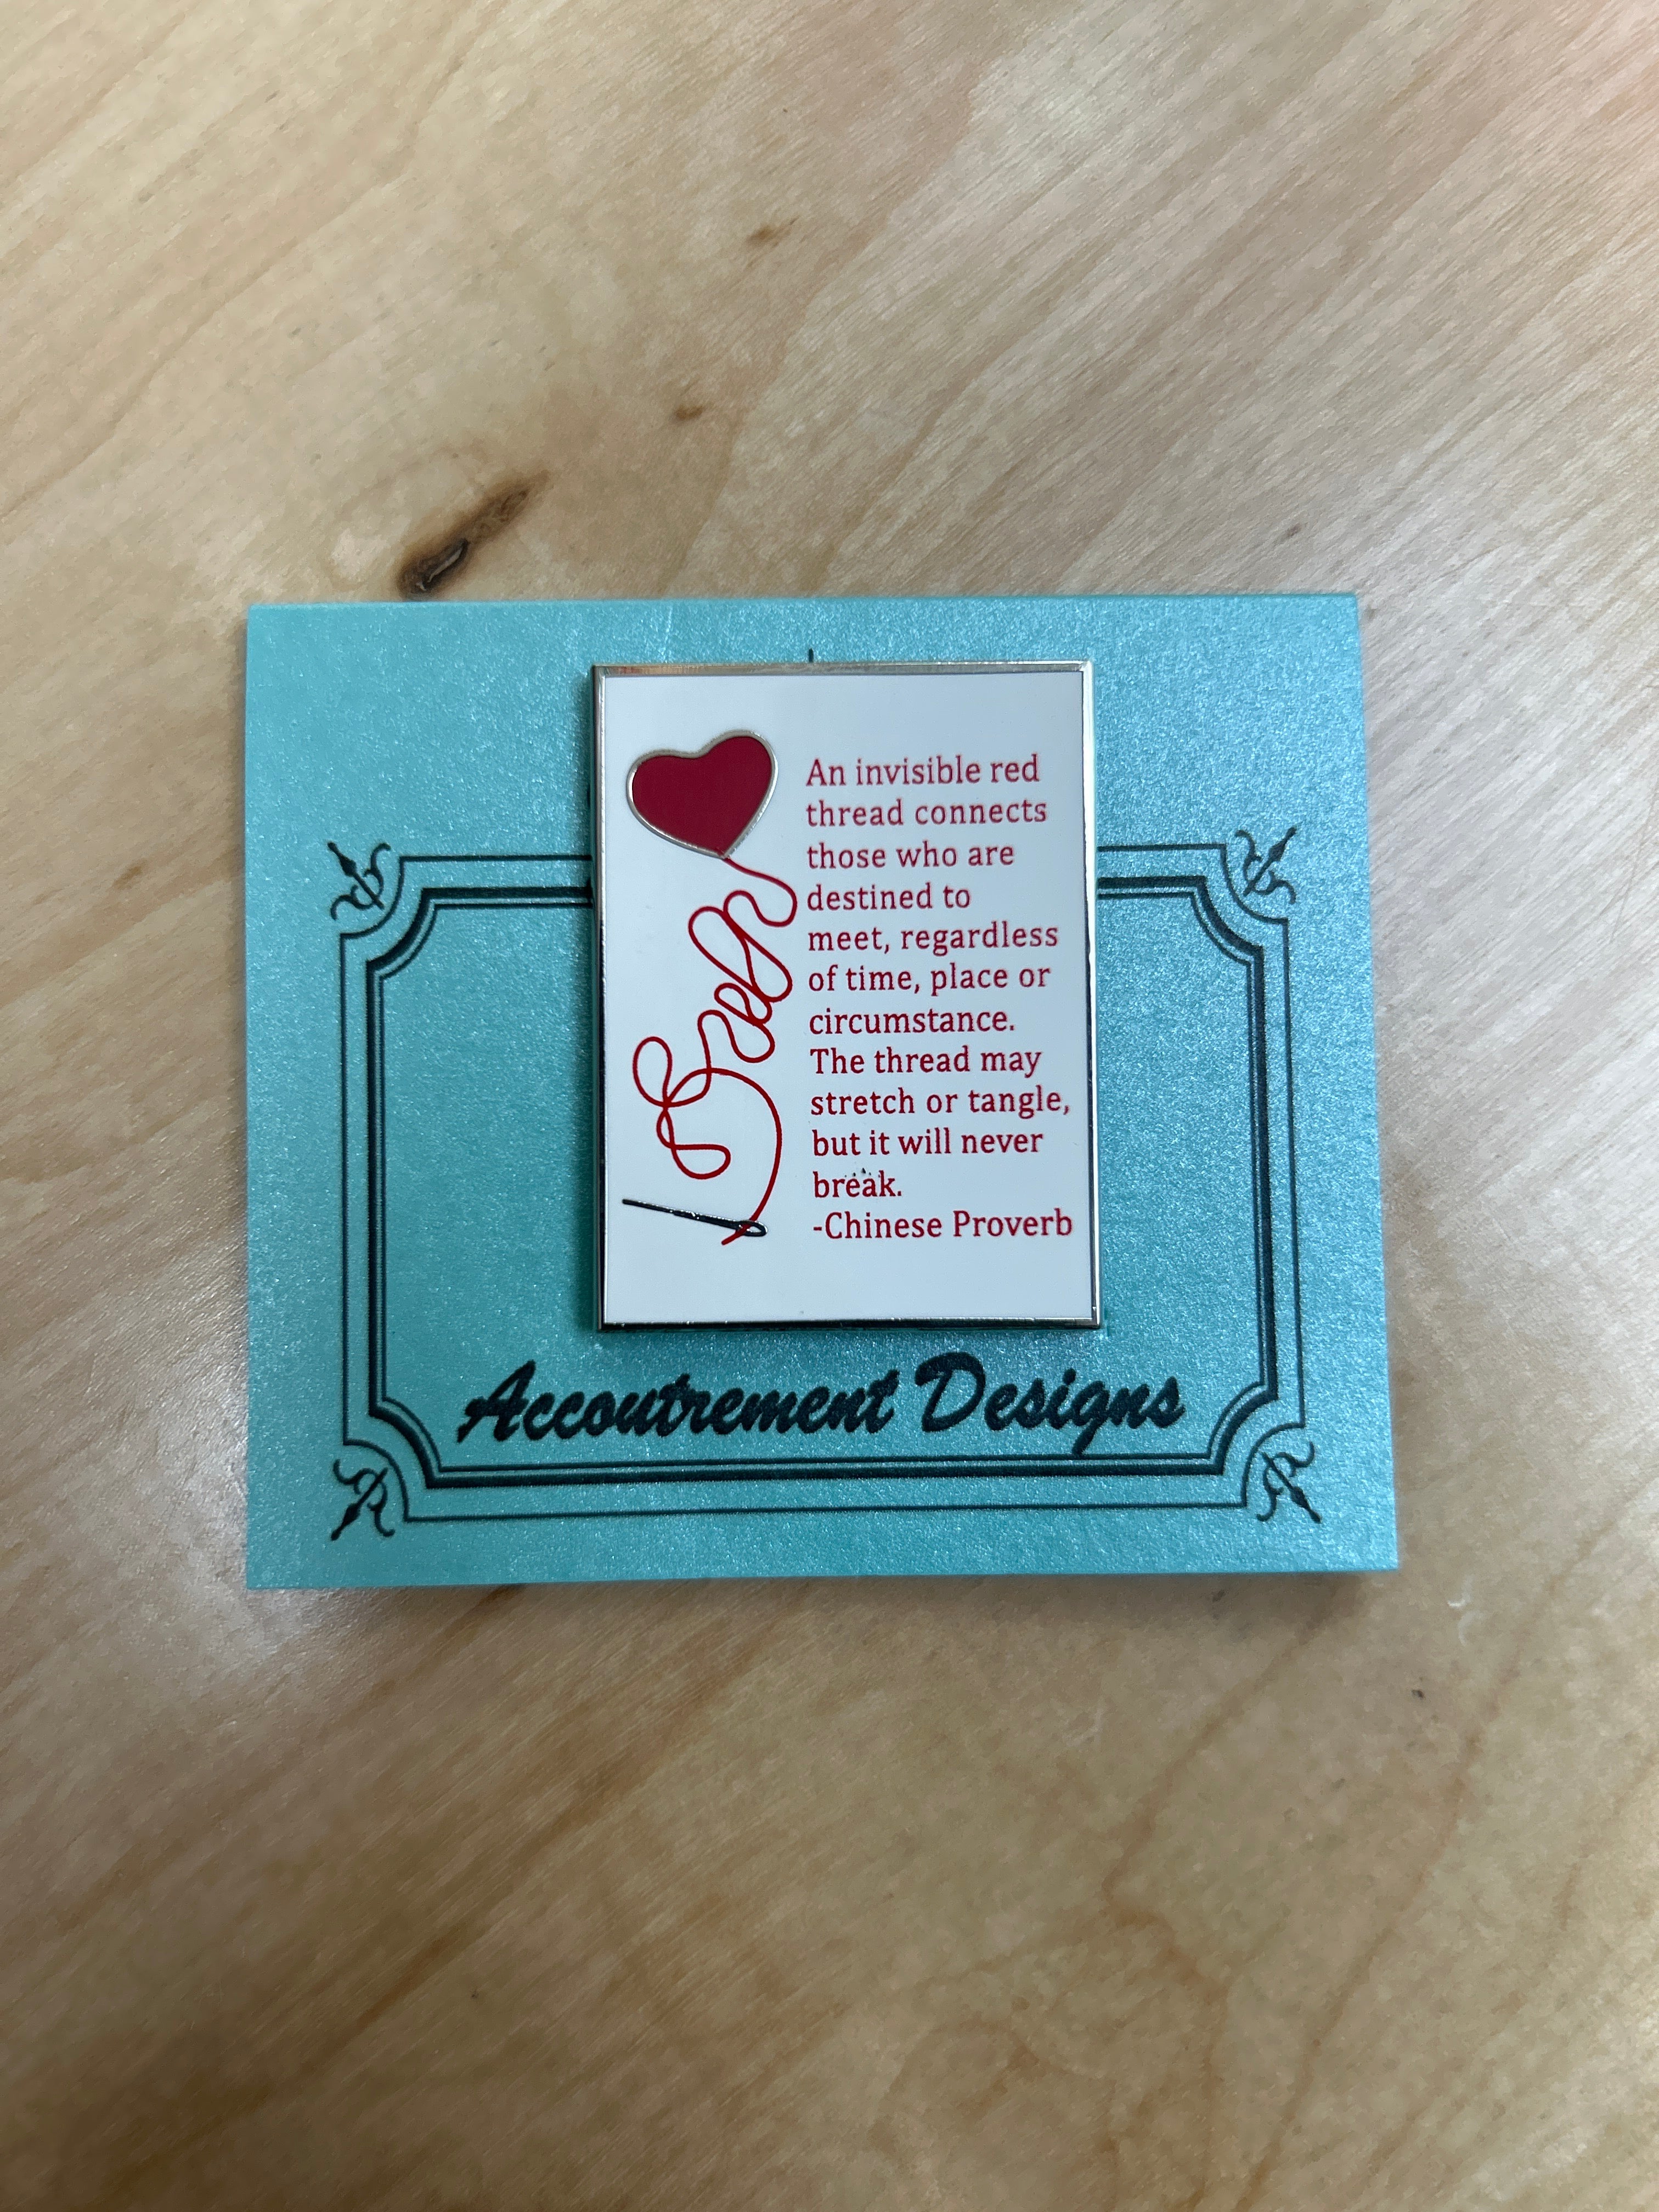 An invisible red
thread connects
those who are
destined to
meet, regardless
of time, place or
circumstance.
The thread may
stretch or tangle,
but it will never
break.
-Chinese Proverb
Accoutrement Designs